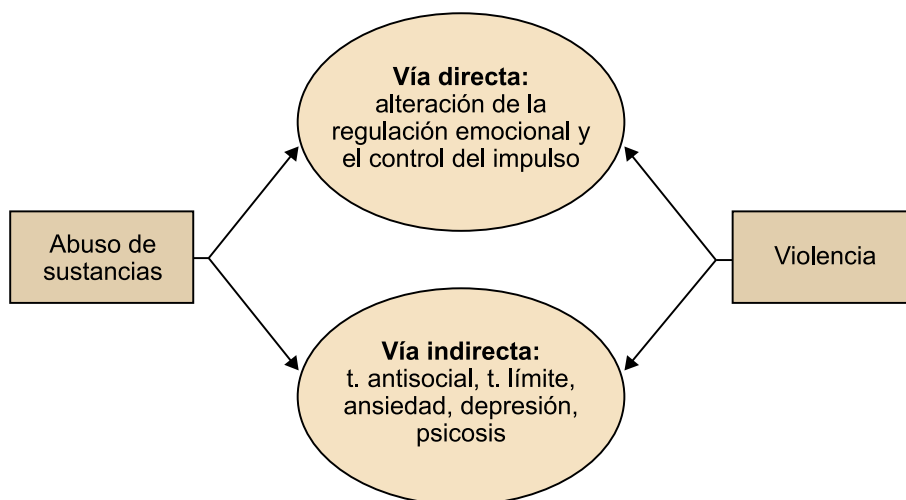 Vía directa:
alteración de la
regulación emocional y
el control del impulso
Abuso de
sustancias
Violencia
Vía indirecta:
t. antisocial, t. límite,
ansiedad, depresión,
psicosis